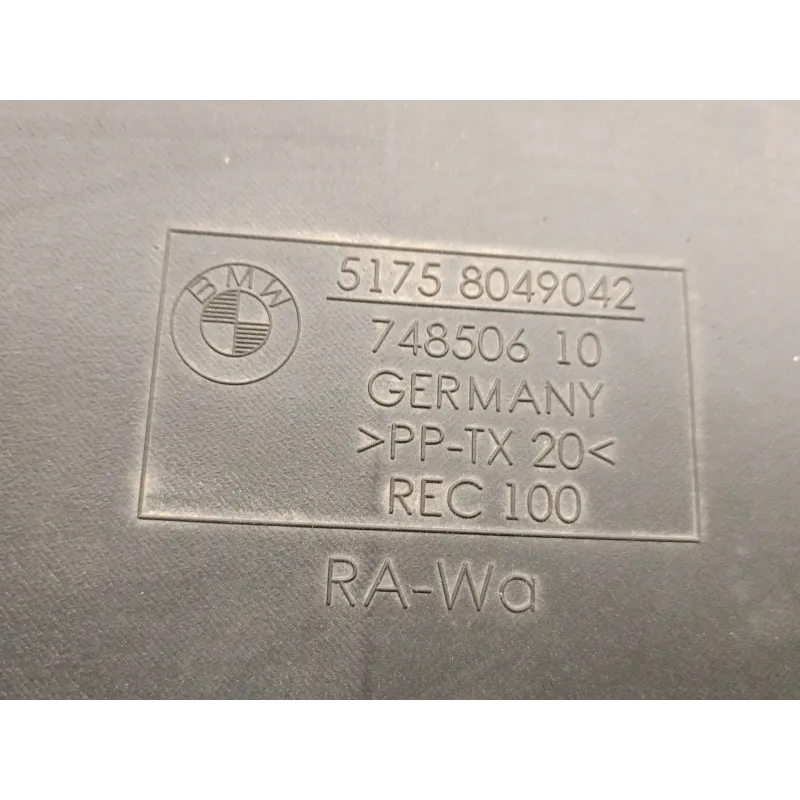 BMW
5175 8049042
748506 10
GERMANY
>PP-TX 20<
REC 100
RA-Wa